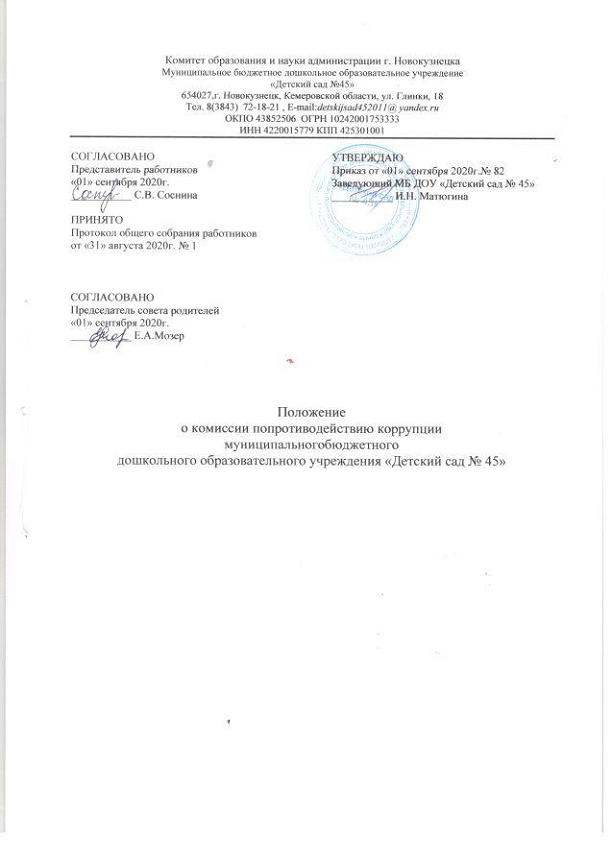 Комитет образования и науки администрации г. Новокузнецка
Муниципальное бюджетное дошкольное образовательное учреждение
«Детский сад №45»
654027,г. Новокузнецк, Кемеровской области, ул. Глинки, 18
Тел. 8(3843) 72-18-21 , E-mail:detskijsad452011@ yandex.ru
ОКПО 43852506 ОГРН 10242001753333
ИНН 4220015779 КПП 425301001
СОГЛАСОВАНО
Представитель работников
«01» сентября 2020г.
С.В. Соснина
УТВЕРЖДАЮ
Приказ от «01» сентября 2020г.№ 82
Заведующий МБ ДОУ «Детский сад № 45»
И.Н. Матюгина
ПРИНЯТО
Протокол общего собрания работников
от «31» августа 2020г. № 1
СОГЛАСОВАНО
Председатель совета родителей
«01» сентября 2020г.
Е.А.Мозер
Положение
о комиссии попротиводействию коррупции
муниципальногобюджетного
дошкольного образовательного учреждения «Детский сад № 45»